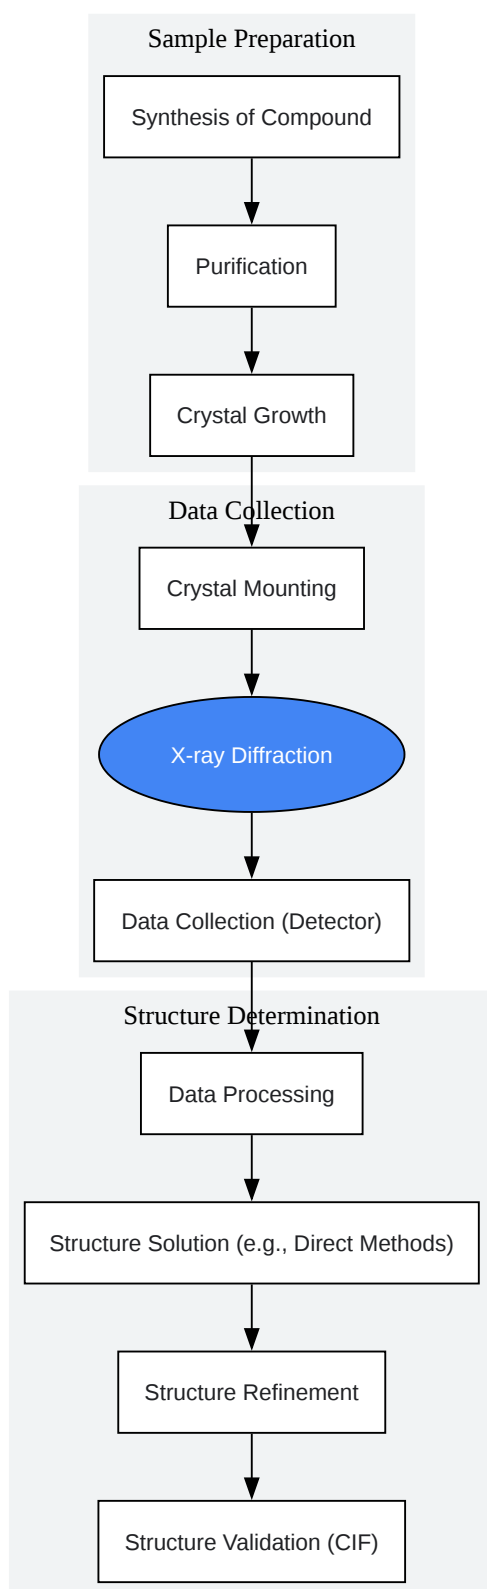 Sample Preparation
Synthesis of Compound
Purification
Crystal Growth
Data Collection
Crystal Mounting
X-ray Diffraction
Data Collection (Detector)
Structure Determination
Data Processing
Structure Solution (e.g., Direct Methods)
Structure Refinement
Structure Validation (CIF)